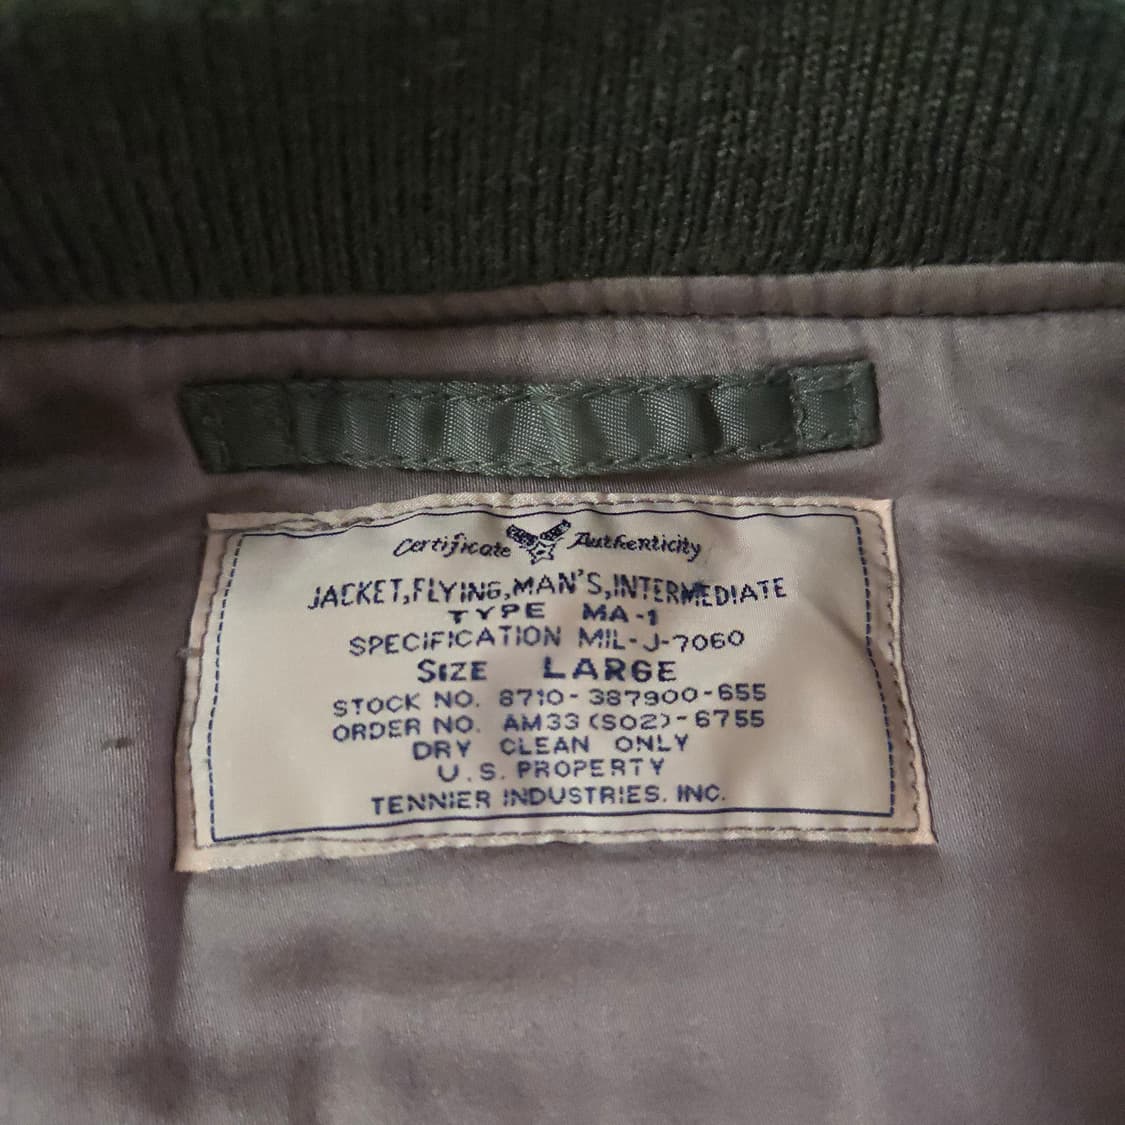 Certificate Authenticity
JACKET,FLYING,MAN'S,INTERMEDIATE
TYPE MA-1
SPECIFICATION MIL-J-7060
SIZE LARGE
STOCK NO. 8710-387900-655
ORDER NO. AM33(SO2)-6755
DRY CLEAN ONLY
U.S. PROPERTY
TENNIER INDUSTRIES. INC.